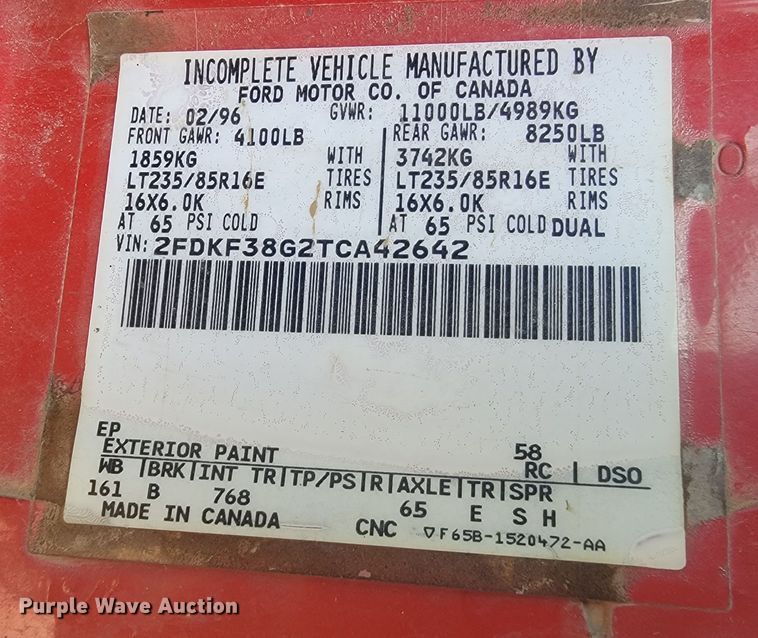 INCOMPLETE VEHICLE MANUFACTURED BY
FORD MOTOR CO. OF CANADA
DATE: 02/96 GVWR: 11000LB/4989KG
FRONT GAWR: 4100LB REAR GAWR: 8250LB
1859KG WITH 3742KG WITH
LT235/85R16E TIRES LT235/85R16E TIRES
16X6.0K RIMS 16X6.0K RIMS
AT 65 PSI COLD AT 65 PSI COLD DUAL
VIN: 2FDKF38G2TCA42642
EP 58
EXTERIOR PAINT RC DSO
WB BRK INT TR TP/PS R AXLE TR SPR
161 B 768 65 E S H
MADE IN CANADA CNC ▽F65B-1520472-AA
Purple Wave Auction